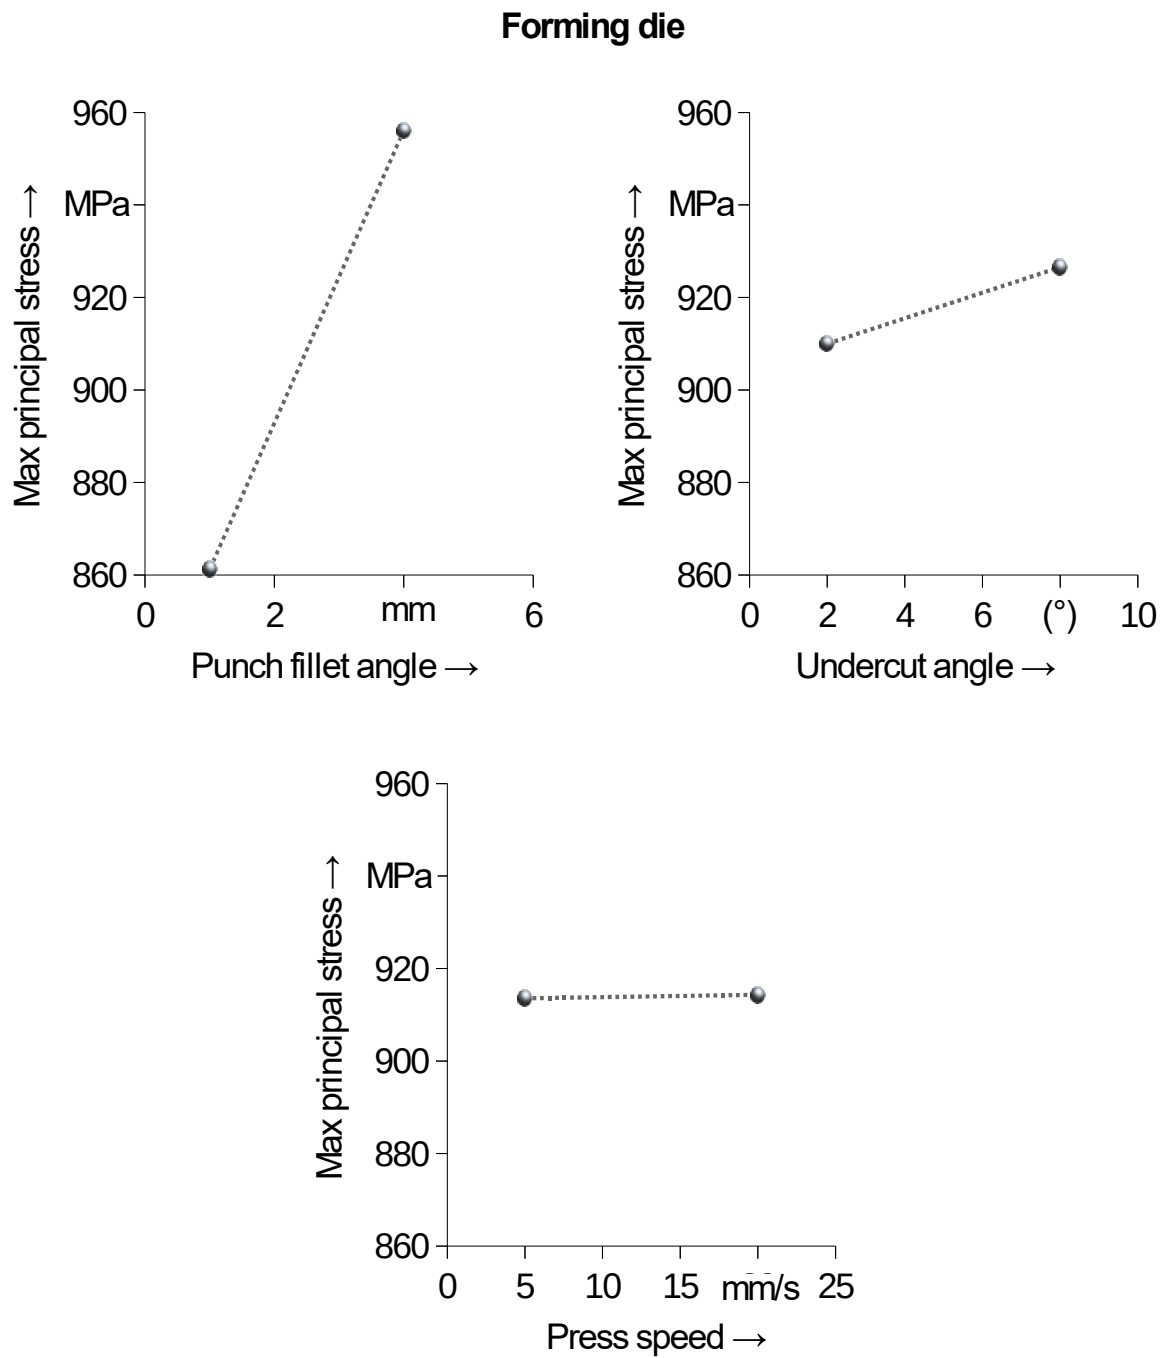 Forming die
960
MPa
920
900
880
860
Max principal stress →
0 2 mm 6
Punch fillet angle →
960
MPa
920
900
880
860
Max principal stress →
0 2 4 6 (°) 10
Undercut angle →
960
MPa
920
900
880
860
Max principal stress →
0 5 10 15 mm/s 25
Press speed →